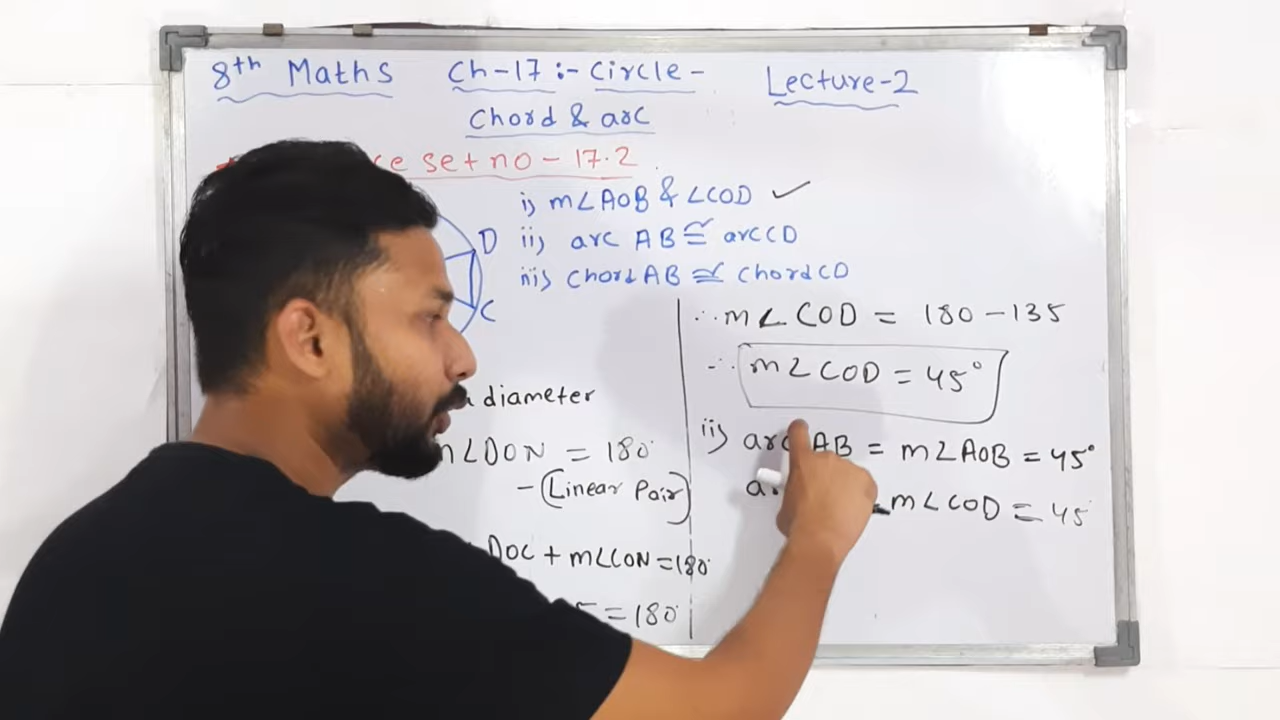 8th Maths Ch-17 :- Circle - Lecture-2
Chord & arc
set no - 17.2
i) m∠AOB & ∠COD ✓
D ii) arc AB ≅ arc CD
iii) Chord AB ≅ Chord CD
C
diameter
m∠DON = 180°
- (Linear Pair)
DOC + m∠CON = 180°
= 180°
∴ m∠COD = 180 - 135
∴ m∠COD = 45°
ii) arc AB = m∠AOB = 45°
m∠COD = 45°